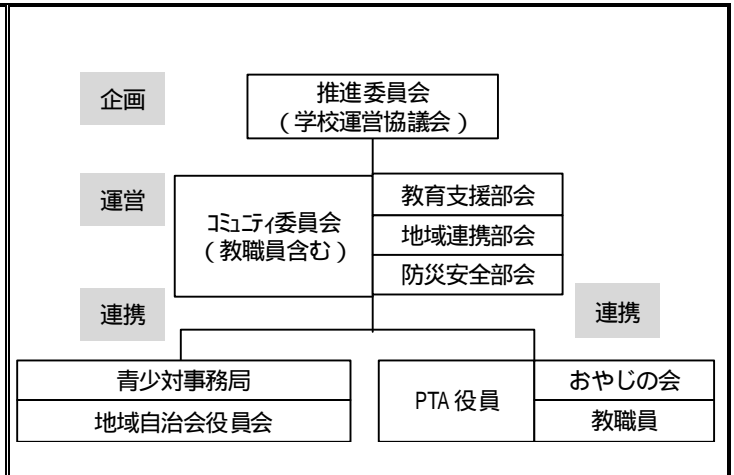 企画
推進委員会
(学校運営協議会)
運営
コミュニティ委員会
(教職員含む)
教育支援部会
地域連携部会
防災安全部会
連携
連携
青少対事務局
地域自治会役員会
PTA 役員
おやじの会
教職員